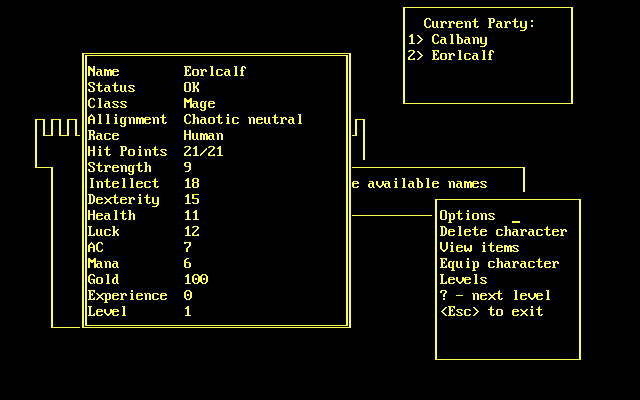 Current Party:
1> Calbany
2> Eorlcalf
Name Eorlcalf
Status OK
Class Mage
Allignment Chaotic neutral
Race Human
Hit Points 21/21
Strength 9
Intellect 18
Dexterity 15
Health 11
Luck 12
AC 7
Mana 6
Gold 100
Experience 0
Level 1
e available names
Options _
Delete character
View items
Equip character
Levels
? - next level
<Esc> to exit